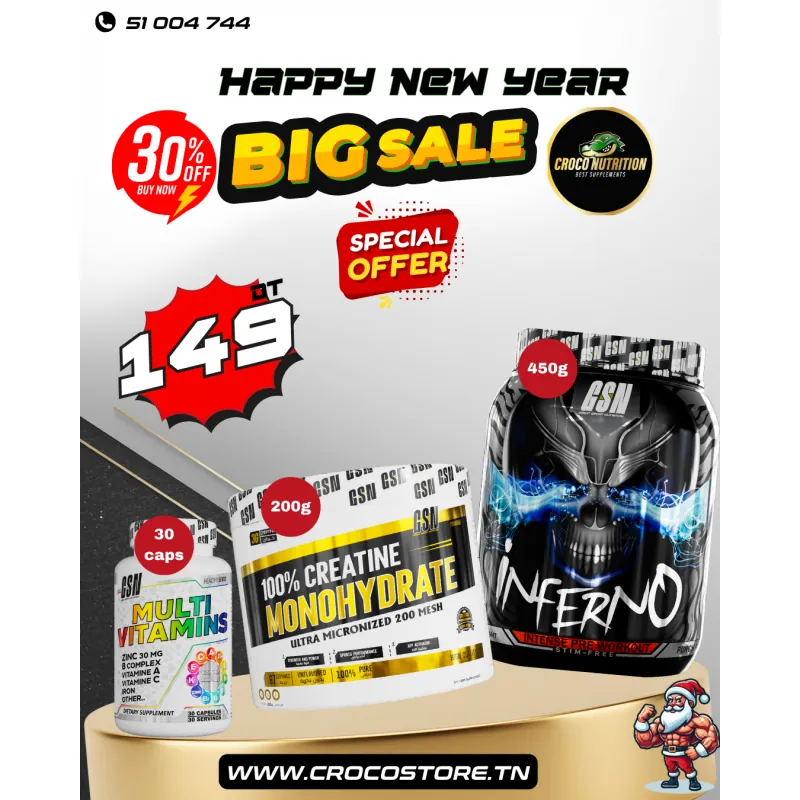 51 004 744
HAPPY NEW YEAR
30%
OFF
BUY NOW
BIG SALE
CROCO NUTRITION
BEST SUPPLEMENTS
SPECIAL
OFFER
149 DT
450g
GSN
200g
GSN
100% CREATINE
MONOHYDRATE
ULTRA MICRONIZED 200 MESH
UNFLAVORED
100% PURE
30
caps
GSN
MULTI
VITAMINS
ZINC 30 MG
B COMPLEX
VITAMINE A
VITAMINE C
IRON
OTHER...
DIETARY SUPPLEMENT
30 CAPSULES
30 SERVINGS
INFERNO
INTENSE PRE-WORKOUT
STIM-FREE
WWW.CROCOSTORE.TN